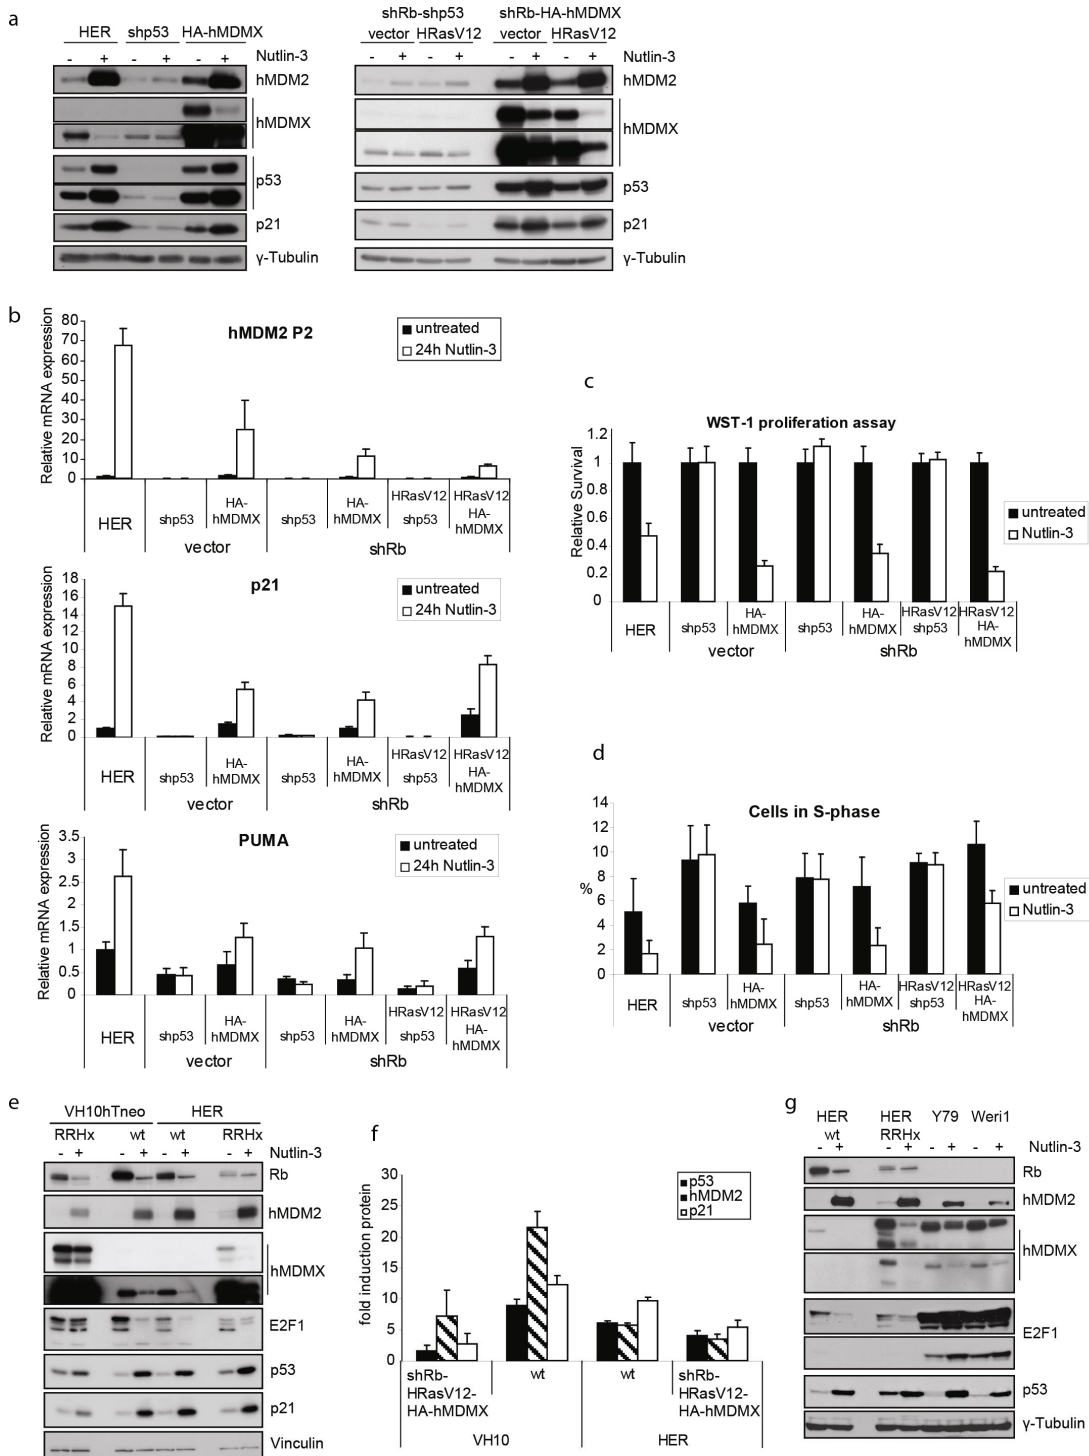 a
HER shp53 HA-hMDMX
- + - + - + Nutlin-3
hMDM2
hMDMX
p53
p21
γ-Tubulin
shRb-shp53 shRb-HA-hMDMX
vector HRasV12 vector HRasV12
- + - + - + - + Nutlin-3
hMDM2
hMDMX
p53
p21
γ-Tubulin
b
hMDM2 P2
Relative mRNA expression
80
70
60
50
40
30
20
10
0
untreated
24h Nutlin-3
HER
shp53
HA-
hMDMX
shp53
HA-
hMDMX
HRasV12
shp53
HRasV12
HA-
hMDMX
vector
shRb
p21
Relative mRNA expression
18
16
14
12
10
8
6
4
2
0
untreated
24h Nutlin-3
HER
shp53
HA-
hMDMX
shp53
HA-
hMDMX
HRasV12
shp53
HRasV12
HA-
hMDMX
vector
shRb
PUMA
Relative mRNA expression
3.5
3
2.5
2
1.5
1
0.5
0
untreated
24h Nutlin-3
HER
shp53
HA-
hMDMX
shp53
HA-
hMDMX
HRasV12
shp53
HRasV12
HA-
hMDMX
vector
shRb
c
WST-1 proliferation assay
Relative Survival
1.2
1
0.8
0.6
0.4
0.2
0
untreated
Nutlin-3
HER
shp53
HA-
hMDMX
shp53
HA-
hMDMX
HRasV12
shp53
HRasV12
HA-
hMDMX
vector
shRb
d
Cells in S-phase
%
14
12
10
8
6
4
2
0
untreated
Nutlin-3
HER
shp53
HA-
hMDMX
shp53
HA-
hMDMX
HRasV12
shp53
HRasV12
HA-
hMDMX
vector
shRb
e
VH10hTneo HER
RRHx wt wt RRHx
- + - + - + - + Nutlin-3
Rb
hMDM2
hMDMX
E2F1
p53
p21
Vinculin
f
fold induction protein
30
25
20
15
10
5
0
p53
hMDM2
p21
shRb-
HRasV12-
HA-hMDMX
wt
wt
shRb-
HRasV12-
HA-hMDMX
VH10
HER
g
HER HER Y79 Weri1
wt RRHx
- + - + - + - + Nutlin-3
Rb
hMDM2
hMDMX
E2F1
p53
γ-Tubulin